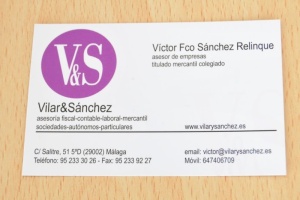 V&S
Víctor Fco Sánchez Relinque
asesor de empresas
titulado mercantil colegiado
Vilar&Sánchez
asesoría fiscal-contable-laboral-mercantil
sociedades-autónomos-particulares
www.vilarysanchez.es
C/ Salitre, 51 5ºD (29002) Málaga
Teléfono: 95 233 30 26 - Fax: 95 233 92 27
email: victor@vilarysanchez.es
Móvil: 647406709